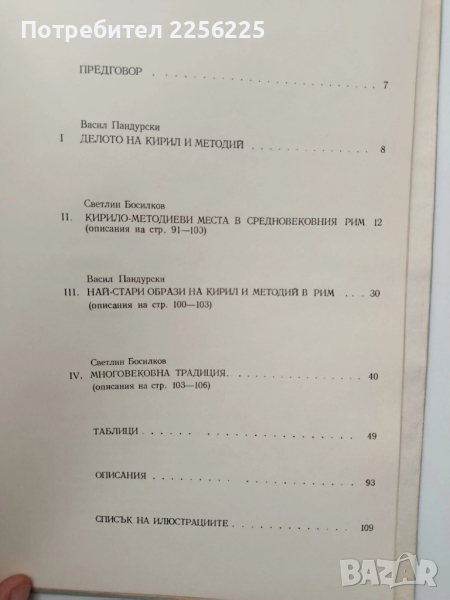 Потребител 2256225
ПРЕДГОВОР . . . . . . . . . . . . . . . . 7
Васил Пандурски
I ДЕЛОТО НА КИРИЛ И МЕТОДИЙ . . . . . . . . . . . 8
Светлин Босилков
II. КИРИЛО-МЕТОДИЕВИ МЕСТА В СРЕДНОВЕКОВНИЯ РИМ 12
(описания на стр. 91—103)
Васил Пандурски
III. НАЙ-СТАРИ ОБРАЗИ НА КИРИЛ И МЕТОДИЙ В РИМ . . . 30
(описания на стр. 100—103)
Светлин Босилков
IV. МНОГОВЕКОВНА ТРАДИЦИЯ. . . . . . . . . . . . . 40
(описания на стр. 103—106)
ТАБЛИЦИ . . . . . . . . . . . . . . . . 49
ОПИСАНИЯ . . . . . . . . . . . . . . . . 93
СПИСЪК НА ИЛЮСТРАЦИИТЕ . . . . . . . . . . . 109
BAZAR